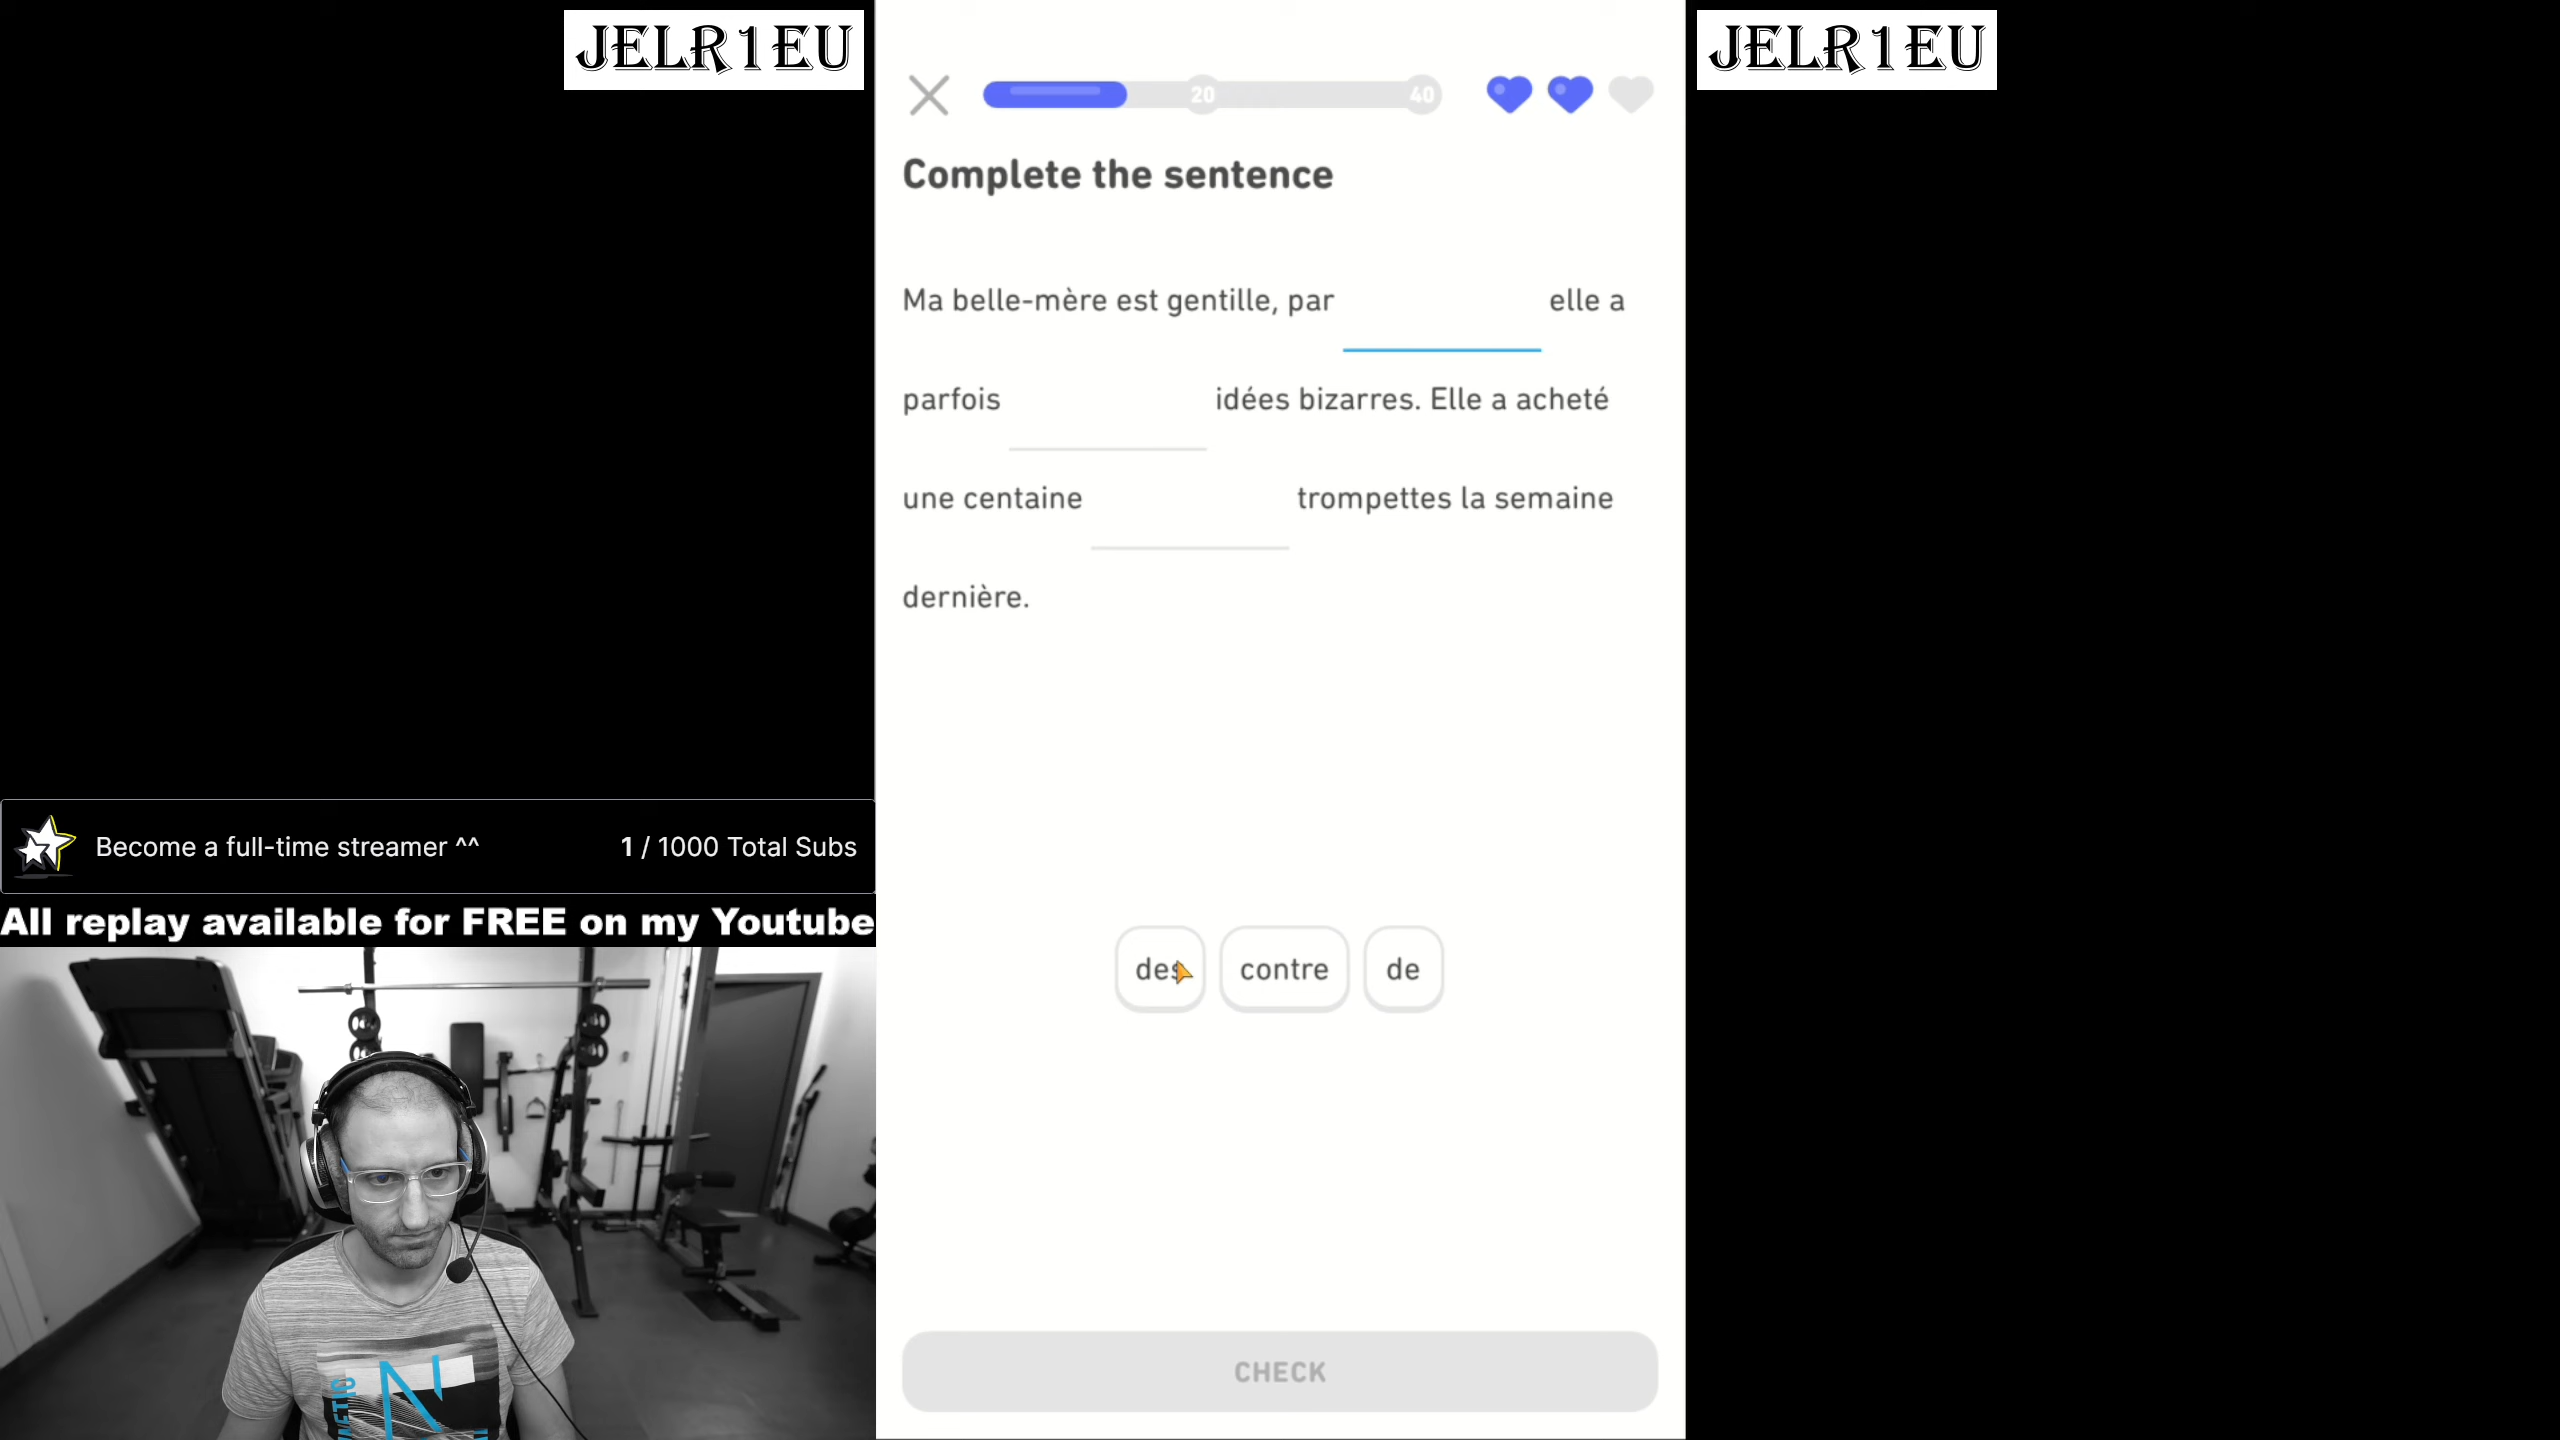 JELR1EU
JELR1EU
20
40
Complete the sentence
Ma belle-mère est gentille, par elle a
parfois idées bizarres. Elle a acheté
une centaine trompettes la semaine
dernière.
des
contre
de
CHECK
Become a full-time streamer ^^
1 / 1000 Total Subs
All replay available for FREE on my Youtube
N